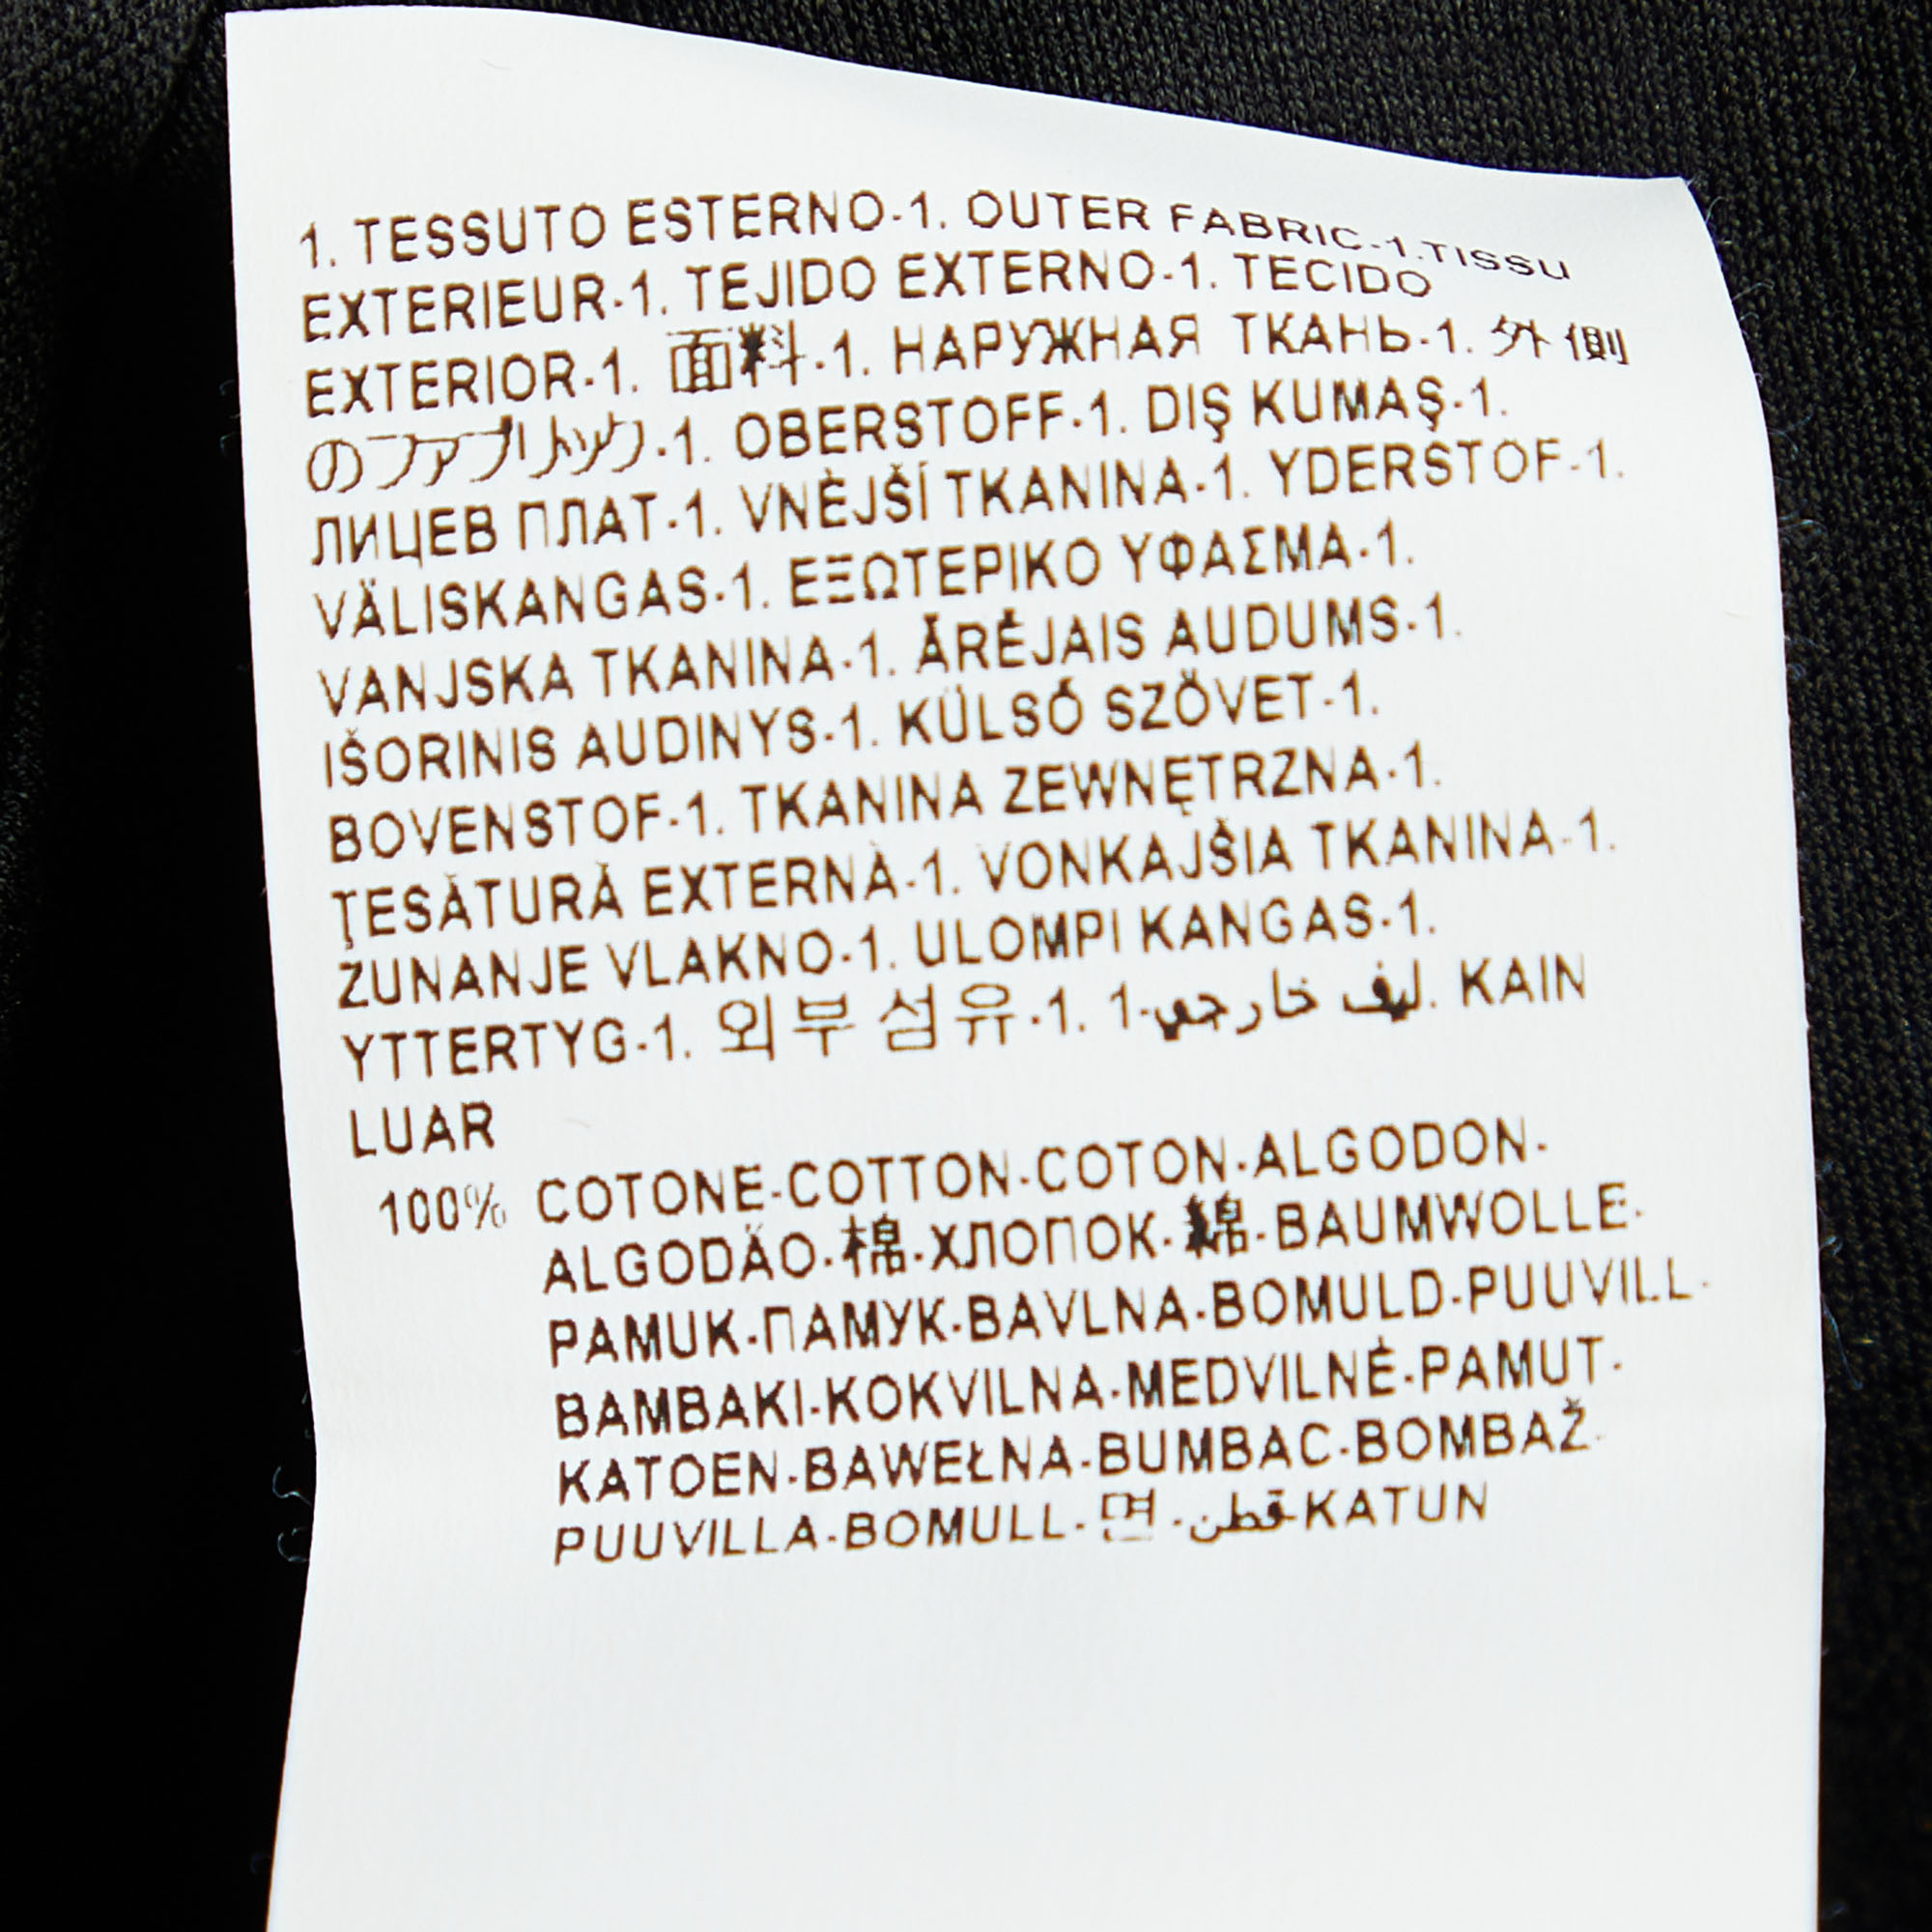 1. TESSUTO ESTERNO-1. OUTER FABRIC-1.TISSU
EXTERIEUR-1. TEJIDO EXTERNO-1. TECIDO
EXTERIOR-1. 面料-1. НАРУЖНАЯ ТКАНЬ-1. 外側
のファブリック-1. OBERSTOFF-1. DIŞ KUMAŞ-1.
ЛИЦЕВ ПЛАТ-1. VNĚJŠÍ TKANINA-1. YDERSTOF-1.
VÄLISKANGAS-1. ΕΞΩΤΕΡΙΚΟ ΥΦΑΣΜΑ-1.
VANJSKA TKANINA-1. ĀRĒJAIS AUDUMS-1.
IŠORINIS AUDINYS-1. KÜLSŐ SZÖVET-1.
BOVENSTOF-1. TKANINA ZEWNĘTRZNA-1.
ŢESĂTURĂ EXTERNĂ-1. VONKAJŠIA TKANINA-1.
ZUNANJE VLAKNO-1. ULOMPI KANGAS-1.
YTTERTYG-1. 외부 섬유-1. 1-ليف خارجي. KAIN
LUAR
100% COTONE-COTTON-COTON-ALGODON-
ALGODÃO-棉-ХЛОПОК-綿-BAUMWOLLE-
PAMUK-ПАМУК-BAVLNA-BOMULD-PUUVILL-
BAMBAKI-KOKVILNA-MEDVILNĖ-PAMUT-
KATOEN-BAWEŁNA-BUMBAC-BOMBAŽ-
PUUVILLA-BOMULL-면-قطن-KATUN